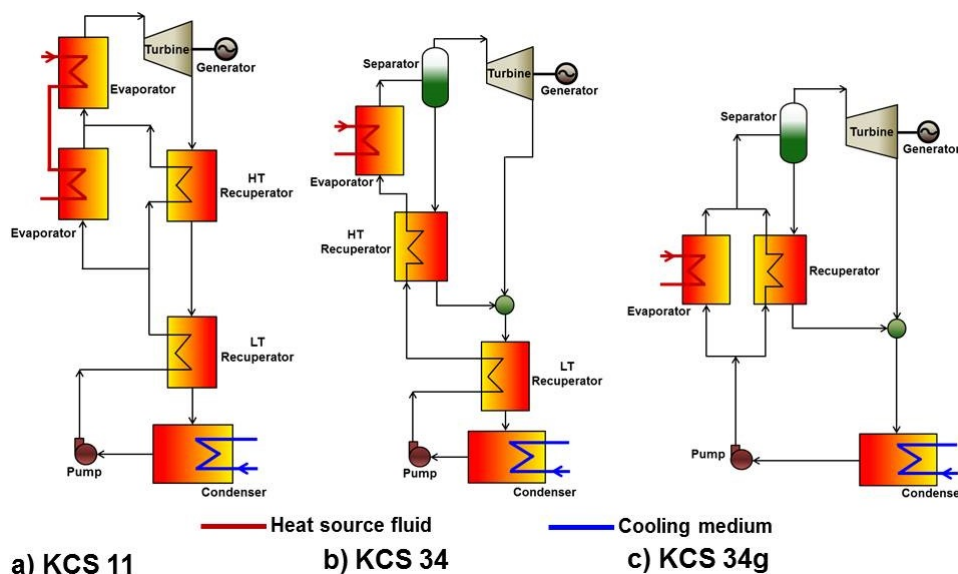 Turbine
Generator
Evaporator
Evaporator
HT
Recuperator
LT
Recuperator
Pump
Condenser
Separator
Turbine
Generator
Evaporator
HT
Recuperator
LT
Recuperator
Pump
Condenser
Separator
Turbine
Generator
Evaporator
Recuperator
Pump
Condenser
Heat source fluid
Cooling medium
a) KCS 11
b) KCS 34
c) KCS 34g